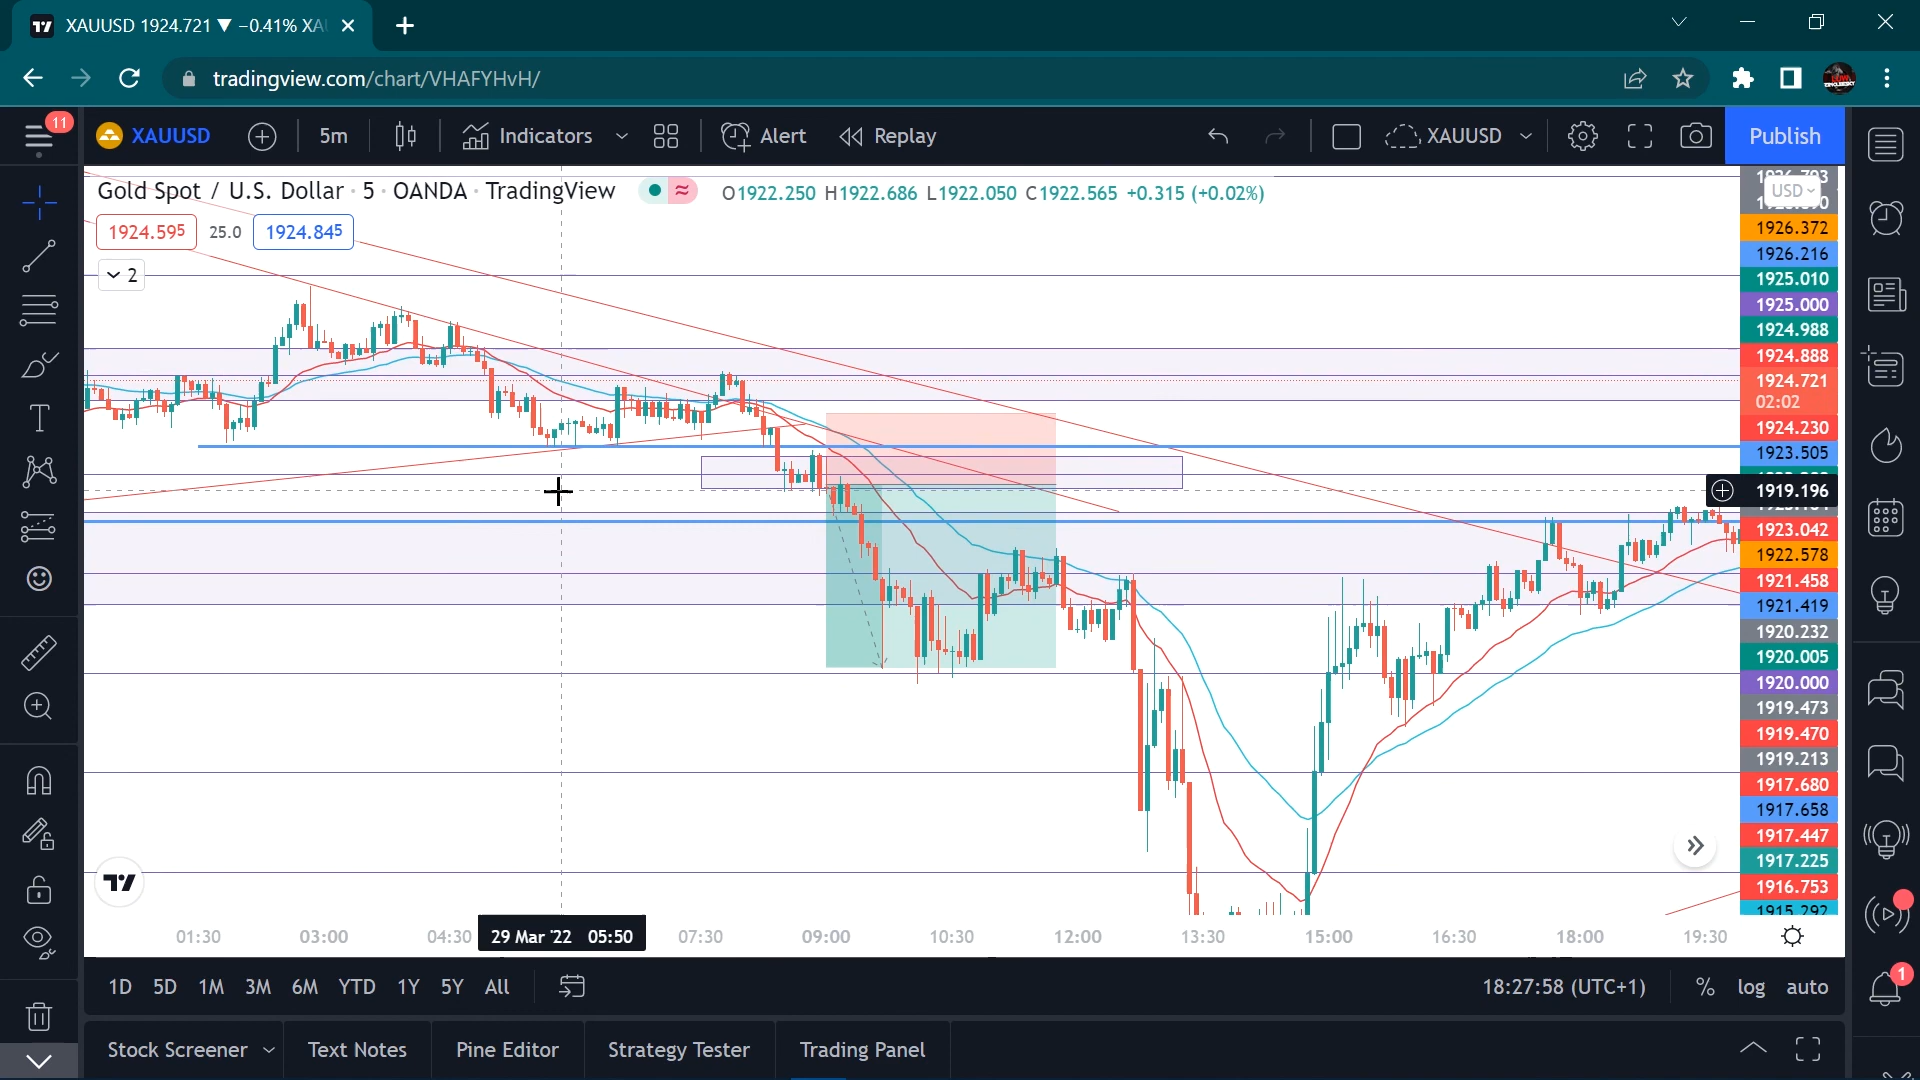 XAUUSD 1924.721 ▼ −0.41% XAU
tradingview.com/chart/VHAFYHvH/
11
XAUUSD
5m
Indicators
Alert
Replay
XAUUSD
Publish
Gold Spot / U.S. Dollar · 5 · OANDA · TradingView
O1922.250 H1922.686 L1922.050 C1922.565 +0.315 (+0.02%)
1924.595
25.0
1924.845
2
USD
1926.372
1926.216
1925.010
1925.000
1924.988
1924.888
1924.721
02:02
1924.230
1923.505
1919.196
1923.042
1922.578
1921.458
1921.419
1920.232
1920.005
1920.000
1919.473
1919.470
1919.213
1917.680
1917.658
1917.447
1917.225
1916.753
1915.292
01:30 03:00 04:30 29 Mar '22 05:50 07:30 09:00 10:30 12:00 13:30 15:00 16:30 18:00 19:30
1D 5D 1M 3M 6M YTD 1Y 5Y All
18:27:58 (UTC+1)
% log auto
1
Stock Screener
Text Notes
Pine Editor
Strategy Tester
Trading Panel